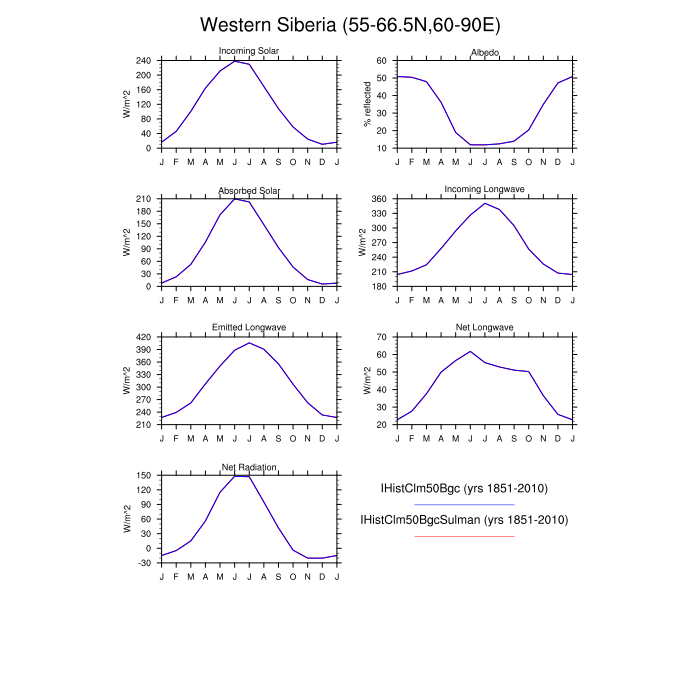 Western Siberia (55-66.5N,60-90E)
Incoming Solar
W/m^2
240
200
160
120
80
40
0
J F M A M J J A S O N D J
Albedo
% reflected
60
50
40
30
20
10
J F M A M J J A S O N D J
Absorbed Solar
W/m^2
210
180
150
120
90
60
30
0
J F M A M J J A S O N D J
Incoming Longwave
W/m^2
360
330
300
270
240
210
180
J F M A M J J A S O N D J
Emitted Longwave
W/m^2
420
390
360
330
300
270
240
210
J F M A M J J A S O N D J
Net Longwave
W/m^2
70
60
50
40
30
20
J F M A M J J A S O N D J
Net Radiation
W/m^2
150
120
90
60
30
0
-30
J F M A M J J A S O N D J
IHistClm50Bgc (yrs 1851-2010)
IHistClm50BgcSulman (yrs 1851-2010)